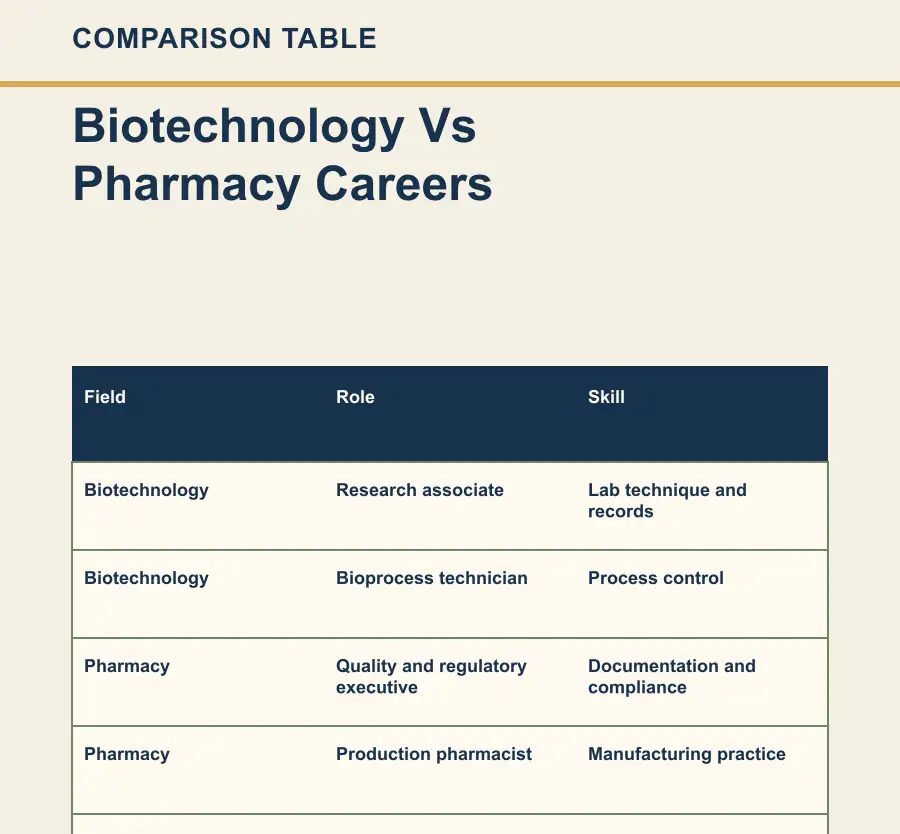 COMPARISON TABLE
Biotechnology Vs
Pharmacy Careers
Field Role Skill
Biotechnology Research associate Lab technique and
records
Biotechnology Bioprocess technician Process control
Pharmacy Quality and regulatory Documentation and
executive compliance
Pharmacy Production pharmacist Manufacturing practice